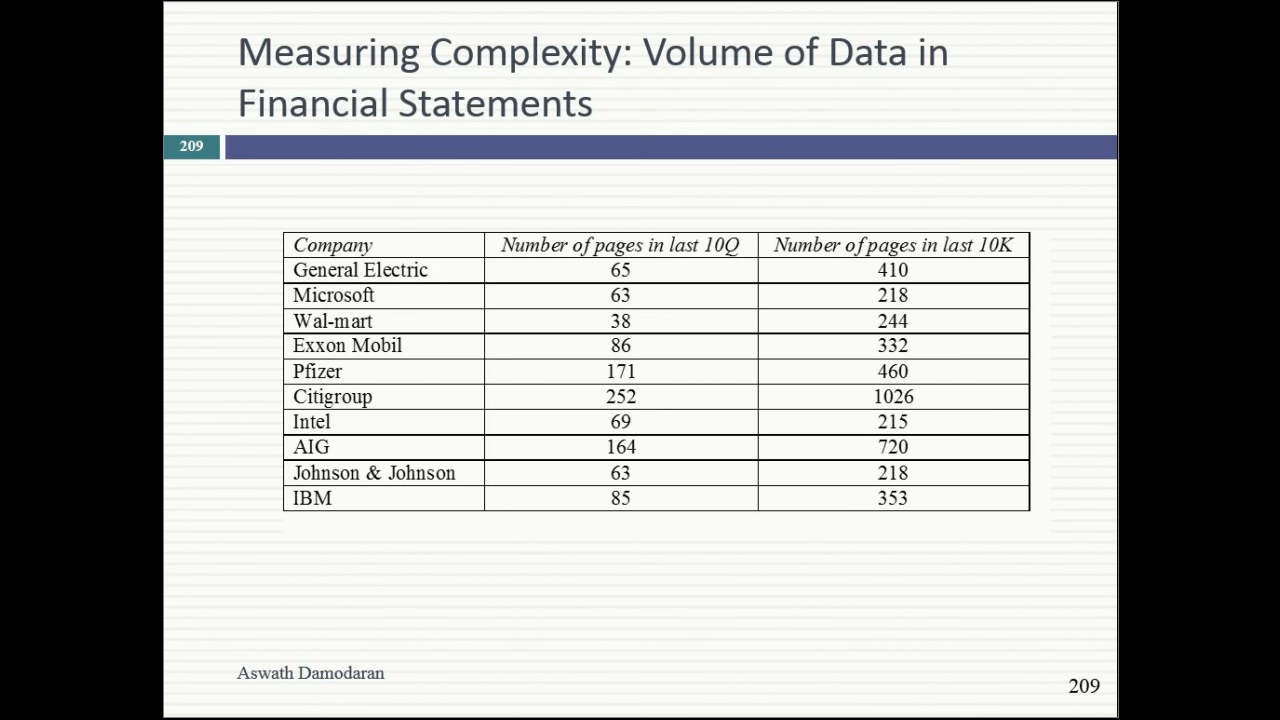 Measuring Complexity: Volume of Data in
Financial Statements
209
Company Number of pages in last 10Q Number of pages in last 10K
General Electric 65 410
Microsoft 63 218
Wal-mart 38 244
Exxon Mobil 86 332
Pfizer 171 460
Citigroup 252 1026
Intel 69 215
AIG 164 720
Johnson & Johnson 63 218
IBM 85 353
Aswath Damodaran
209